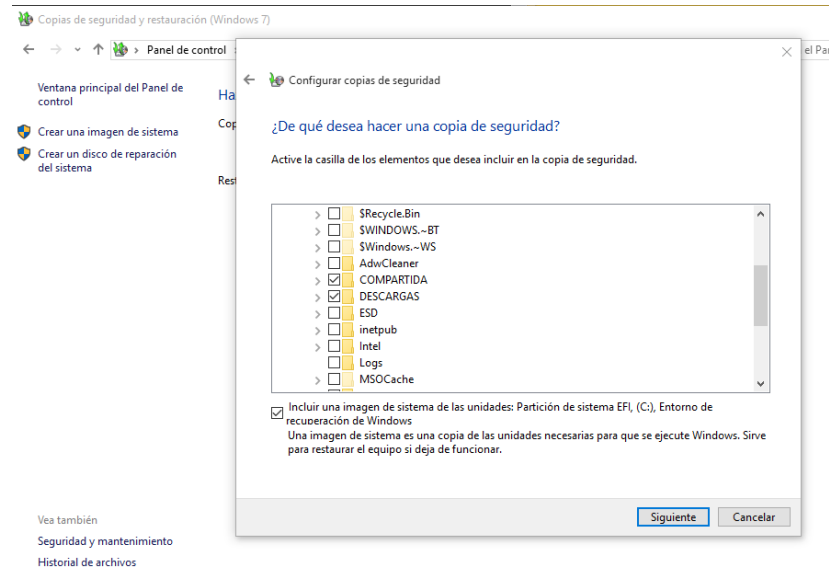 Copias de seguridad y restauración (Windows 7)
Panel de control
el Pa
Ventana principal del Panel de
control
Crear una imagen de sistema
Crear un disco de reparación
del sistema
Ha
Cop
Rest
Configurar copias de seguridad
¿De qué desea hacer una copia de seguridad?
Active la casilla de los elementos que desea incluir en la copia de seguridad.
$Recycle.Bin
$WINDOWS.~BT
$Windows.~WS
AdwCleaner
COMPARTIDA
DESCARGAS
ESD
inetpub
Intel
Logs
MSOCache
Incluir una imagen de sistema de las unidades: Partición de sistema EFI, (C:), Entorno de
recuperación de Windows
Una imagen de sistema es una copia de las unidades necesarias para que se ejecute Windows. Sirve
para restaurar el equipo si deja de funcionar.
Siguiente
Cancelar
Vea también
Seguridad y mantenimiento
Historial de archivos